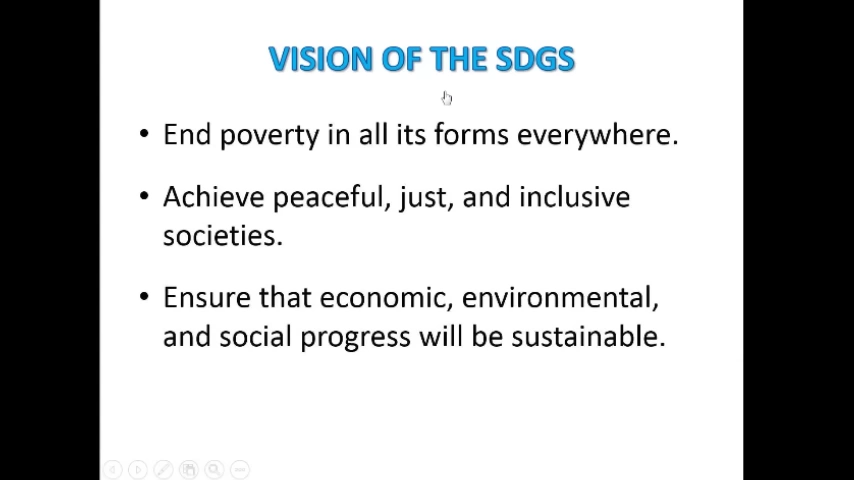 VISION OF THE SDGS
• End poverty in all its forms everywhere.
• Achieve peaceful, just, and inclusive
societies.
• Ensure that economic, environmental,
and social progress will be sustainable.